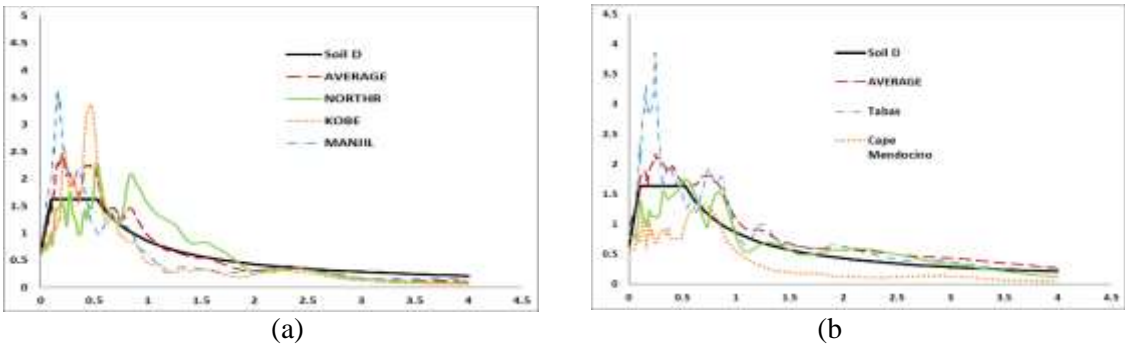 5
4.5
4
3.5
3
2.5
2
1.5
1
0.5
0
0 0.5 1 1.5 2 2.5 3 3.5 4 4.5
Soil D
AVERAGE
NORTHR
KOBE
MANJIL
(a)
4.5
4
3.5
3
2.5
2
1.5
1
0.5
0
0 0.5 1 1.5 2 2.5 3 3.5 4 4.5
Soil D
AVERAGE
Tabas
Cape
Mendocino
(b